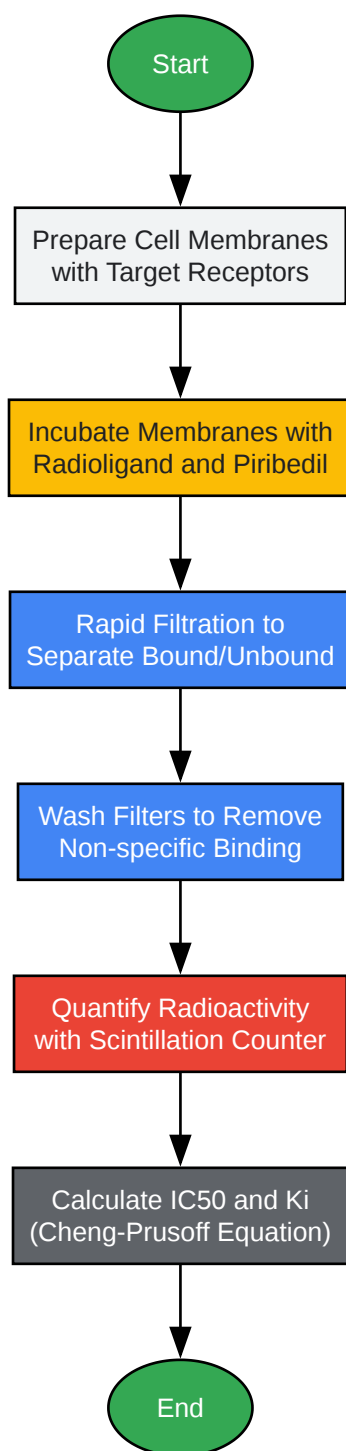 Start
Prepare Cell Membranes
with Target Receptors
Incubate Membranes with
Radioligand and Piribedil
Rapid Filtration to
Separate Bound/Unbound
Wash Filters to Remove
Non-specific Binding
Quantify Radioactivity
with Scintillation Counter
Calculate IC50 and Ki
(Cheng-Prusoff Equation)
End